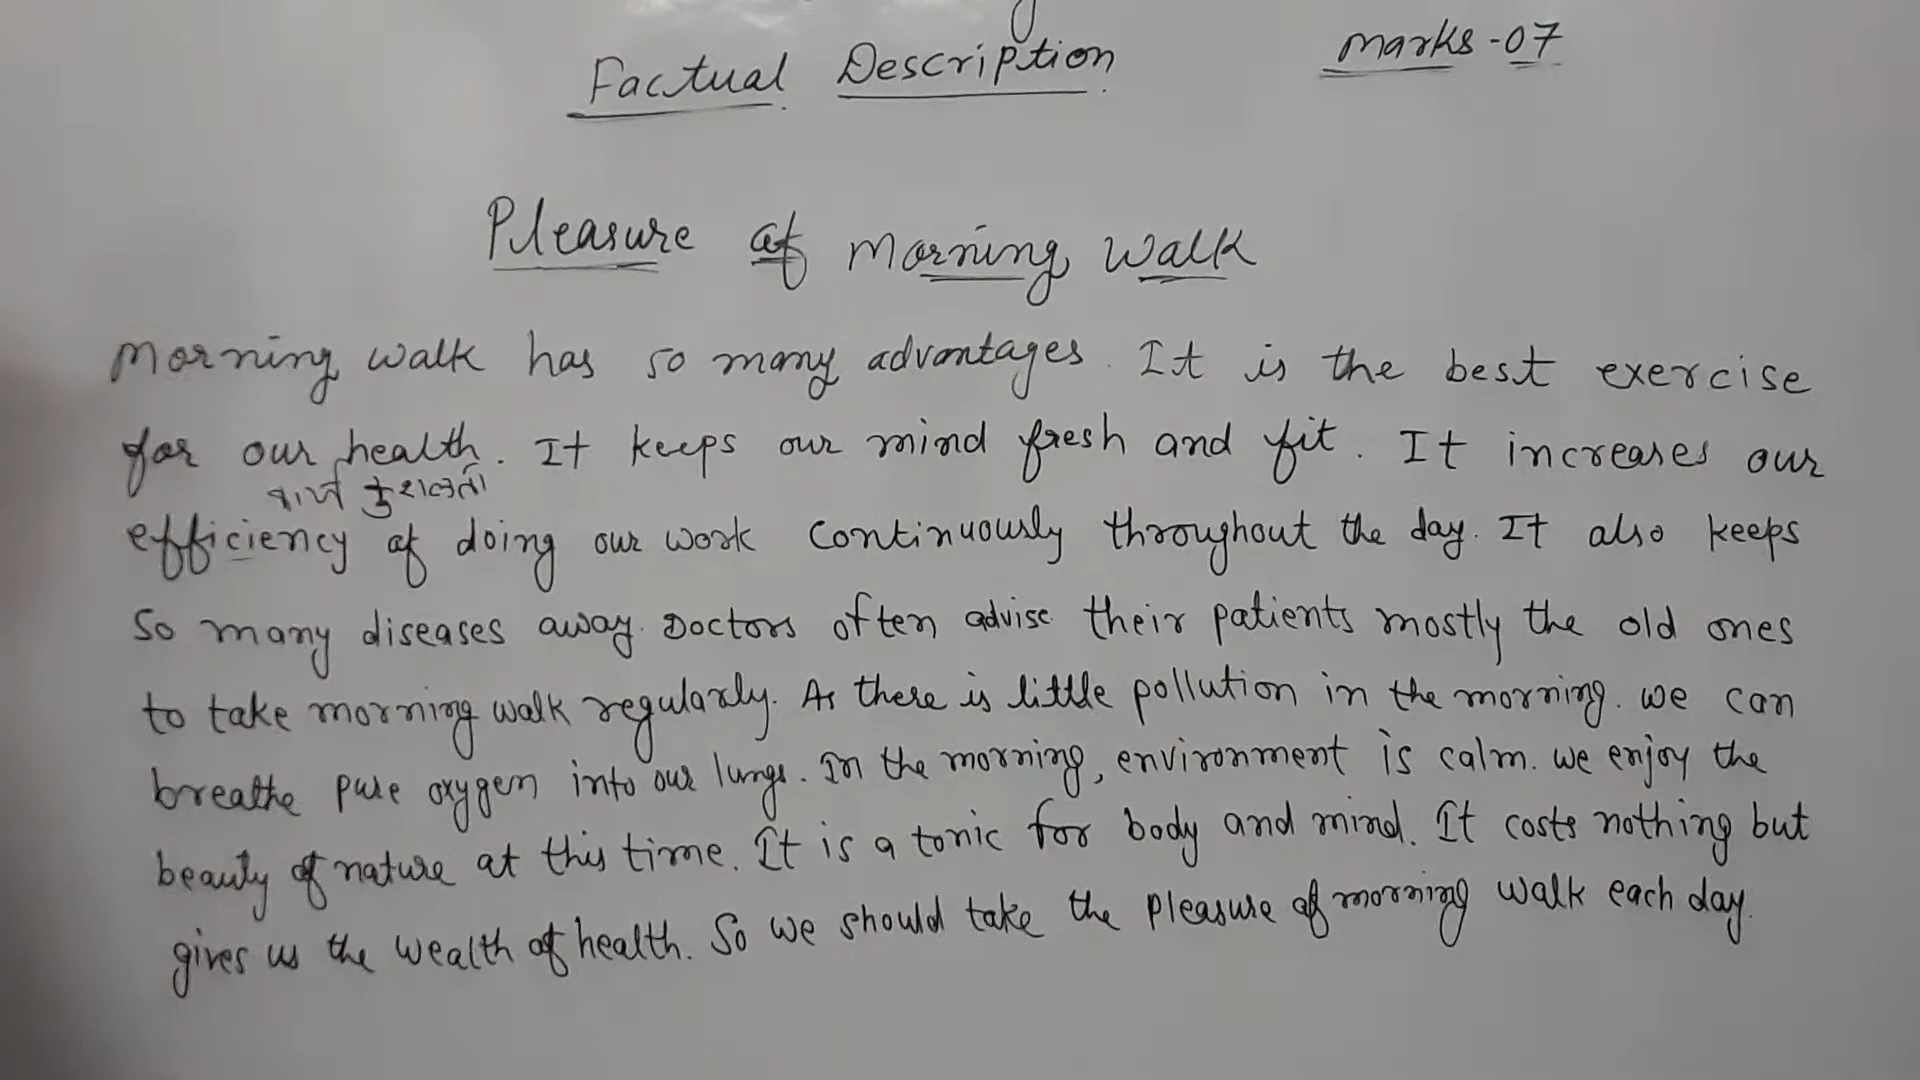 Factual Description
Marks-07
Pleasure of Morning Walk
Morning walk has so many advantages. It is the best exercise
for our health. It keeps our mind fresh and fit. It increases our
efficiency of doing our work continuously throughout the day. It also keeps
so many diseases away. Doctors often advise their patients mostly the old ones
to take morning walk regularly. As there is little pollution in the morning. we can
breathe pure oxygen into our lungs. In the morning, environment is calm. we enjoy the
beauty of nature at this time. It is a tonic for body and mind. It costs nothing but
gives us the wealth of health. So we should take the pleasure of morning walk each day.